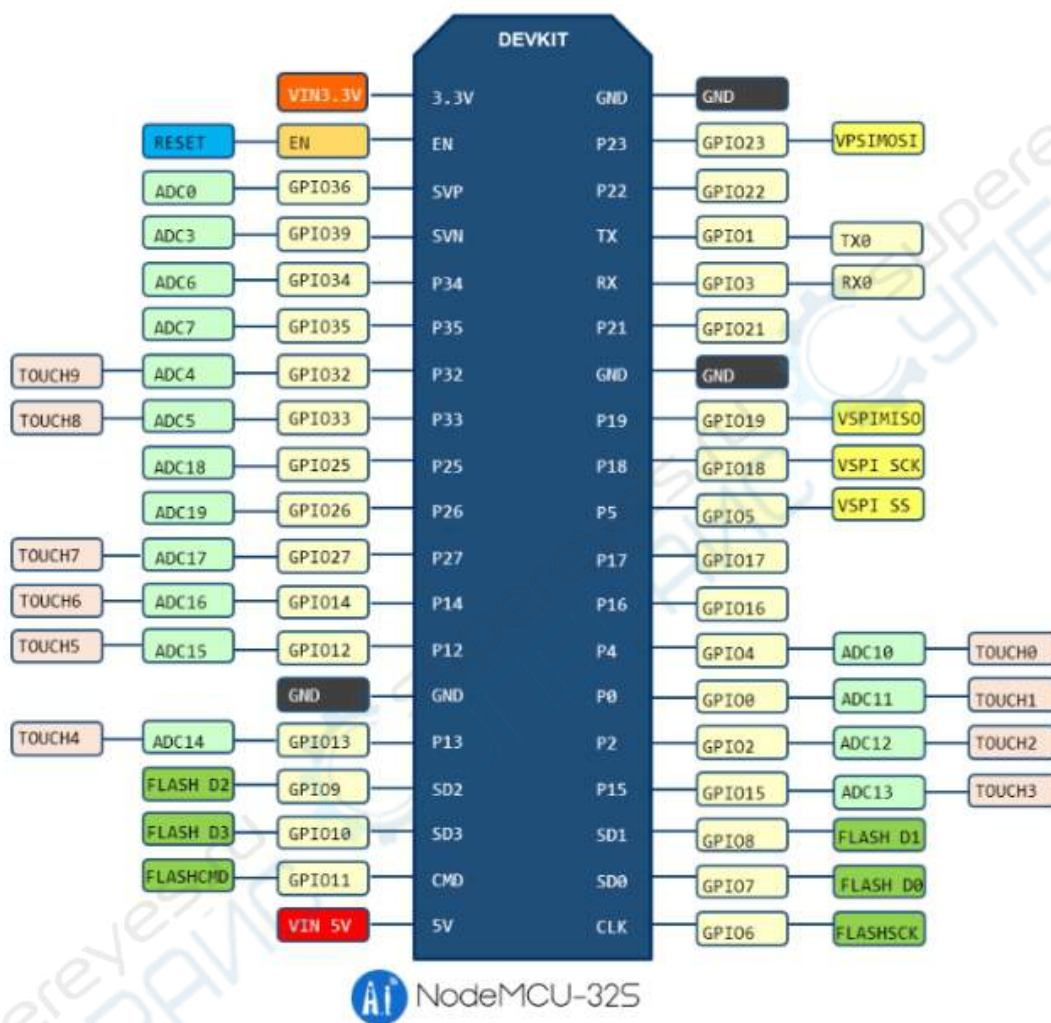 DEVKIT
VIN3.3V 3.3V GND GND
RESET EN EN P23 GPIO23 VPSIMOSI
ADC0 GPIO36 SVP P22 GPIO22
ADC3 GPIO39 SVN TX GPIO1 TX0
ADC6 GPIO34 P34 RX GPIO3 RX0
ADC7 GPIO35 P35 P21 GPIO21
TOUCH9 ADC4 GPIO32 P32 GND GND
TOUCH8 ADC5 GPIO33 P33 P19 GPIO19 VSPIMISO
ADC18 GPIO25 P25 P18 GPIO18 VSPI SCK
ADC19 GPIO26 P26 P5 GPIO5 VSPI SS
TOUCH7 ADC17 GPIO27 P27 P17 GPIO17
TOUCH6 ADC16 GPIO14 P14 P16 GPIO16
TOUCH5 ADC15 GPIO12 P12 P4 GPIO4 ADC10 TOUCH0
GND GND P0 GPIO0 ADC11 TOUCH1
TOUCH4 ADC14 GPIO13 P13 P2 GPIO2 ADC12 TOUCH2
FLASH D2 GPIO9 SD2 P15 GPIO15 ADC13 TOUCH3
FLASH D3 GPIO10 SD3 SD1 GPIO8 FLASH D1
FLASHCMD GPIO11 CMD SD0 GPIO7 FLASH D0
VIN 5V 5V CLK GPIO6 FLASHSCK
Ai NodeMCU-32S